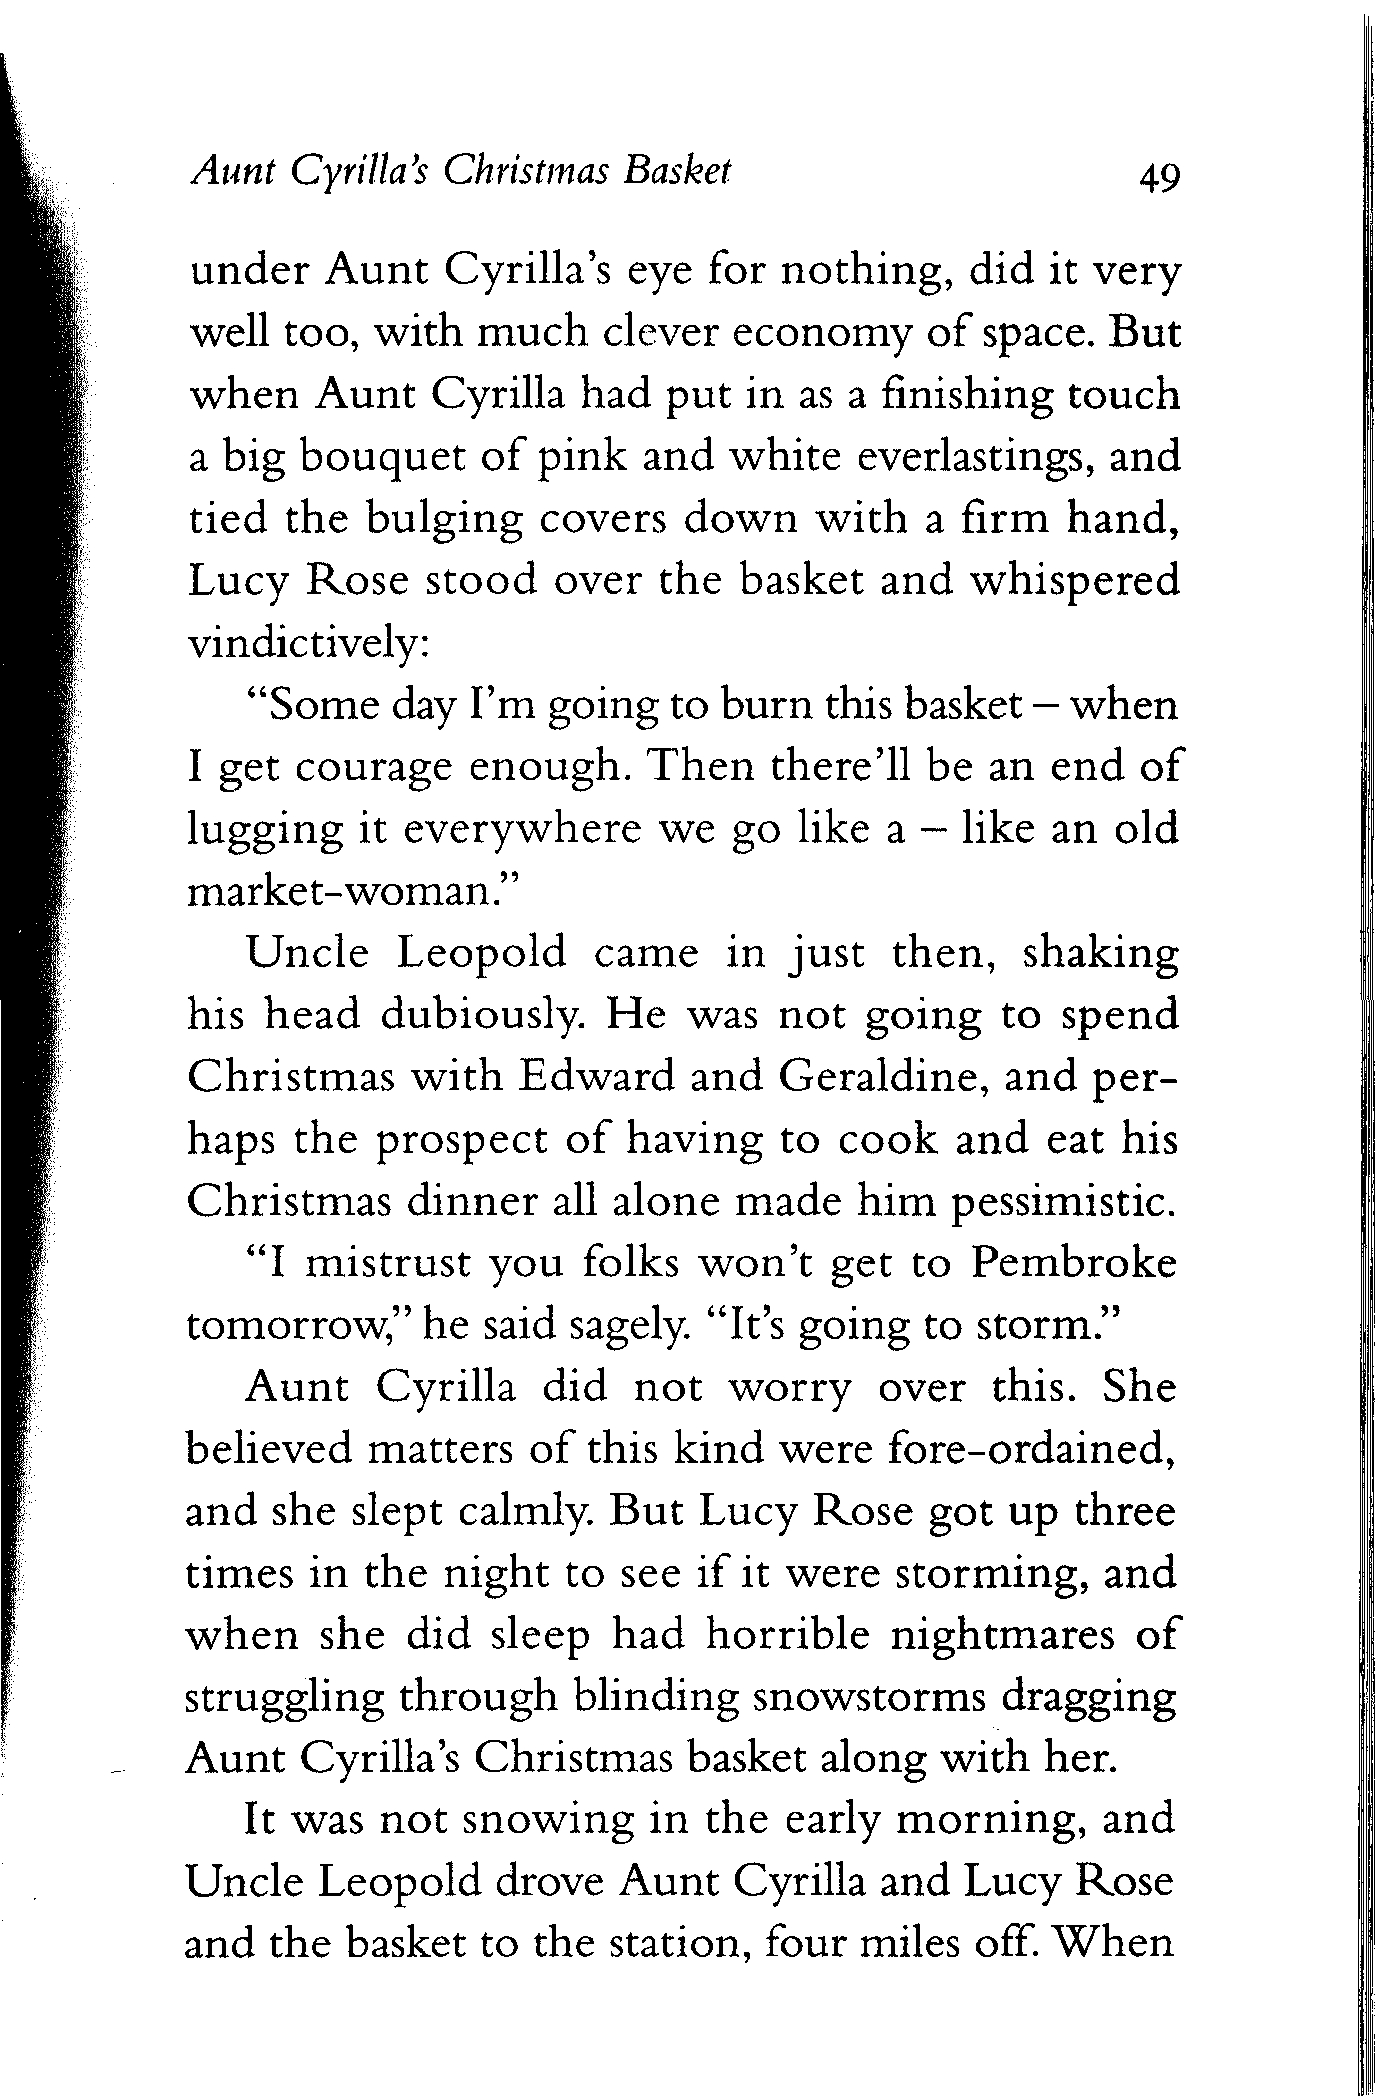 Aunt Cyrilla's Christmas Basket 49
under Aunt Cyrilla's eye for nothing, did it very
well too, with much clever economy of space. But
when Aunt Cyrilla had put in as a finishing touch
a big bouquet of pink and white everlastings, and
tied the bulging covers down with a firm hand,
Lucy Rose stood over the basket and whispered
vindictively:
“Some day I’m going to burn this basket – when
I get courage enough. Then there’ll be an end of
lugging it everywhere we go like a – like an old
market-woman.”
Uncle Leopold came in just then, shaking
his head dubiously. He was not going to spend
Christmas with Edward and Geraldine, and per-
haps the prospect of having to cook and eat his
Christmas dinner all alone made him pessimistic.
“I mistrust you folks won’t get to Pembroke
tomorrow,” he said sagely. “It’s going to storm.”
Aunt Cyrilla did not worry over this. She
believed matters of this kind were fore-ordained,
and she slept calmly. But Lucy Rose got up three
times in the night to see if it were storming, and
when she did sleep had horrible nightmares of
struggling through blinding snowstorms dragging
Aunt Cyrilla’s Christmas basket along with her.
It was not snowing in the early morning, and
Uncle Leopold drove Aunt Cyrilla and Lucy Rose
and the basket to the station, four miles off. When